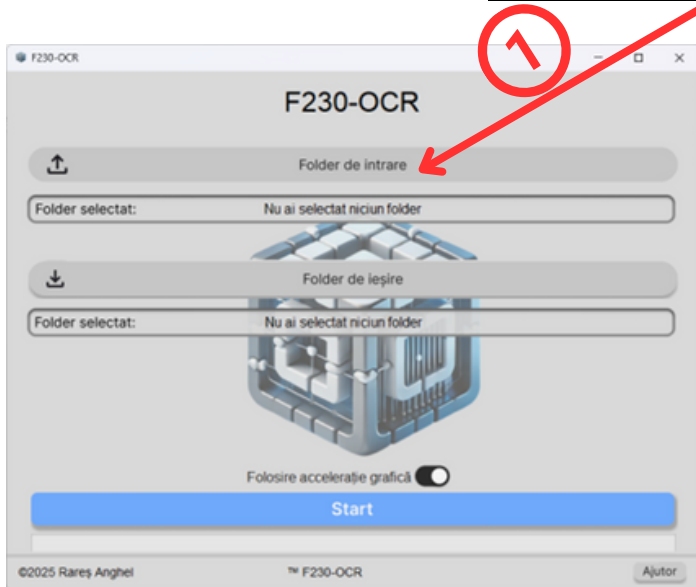 1
F230-OCR
F230-OCR
Folder de intrare
Folder selectat: Nu ai selectat niciun folder
Folder de ieșire
Folder selectat: Nu ai selectat niciun folder
Folosire accelerație grafică
Start
©2025 Rareș Anghel ™ F230-OCR Ajutor